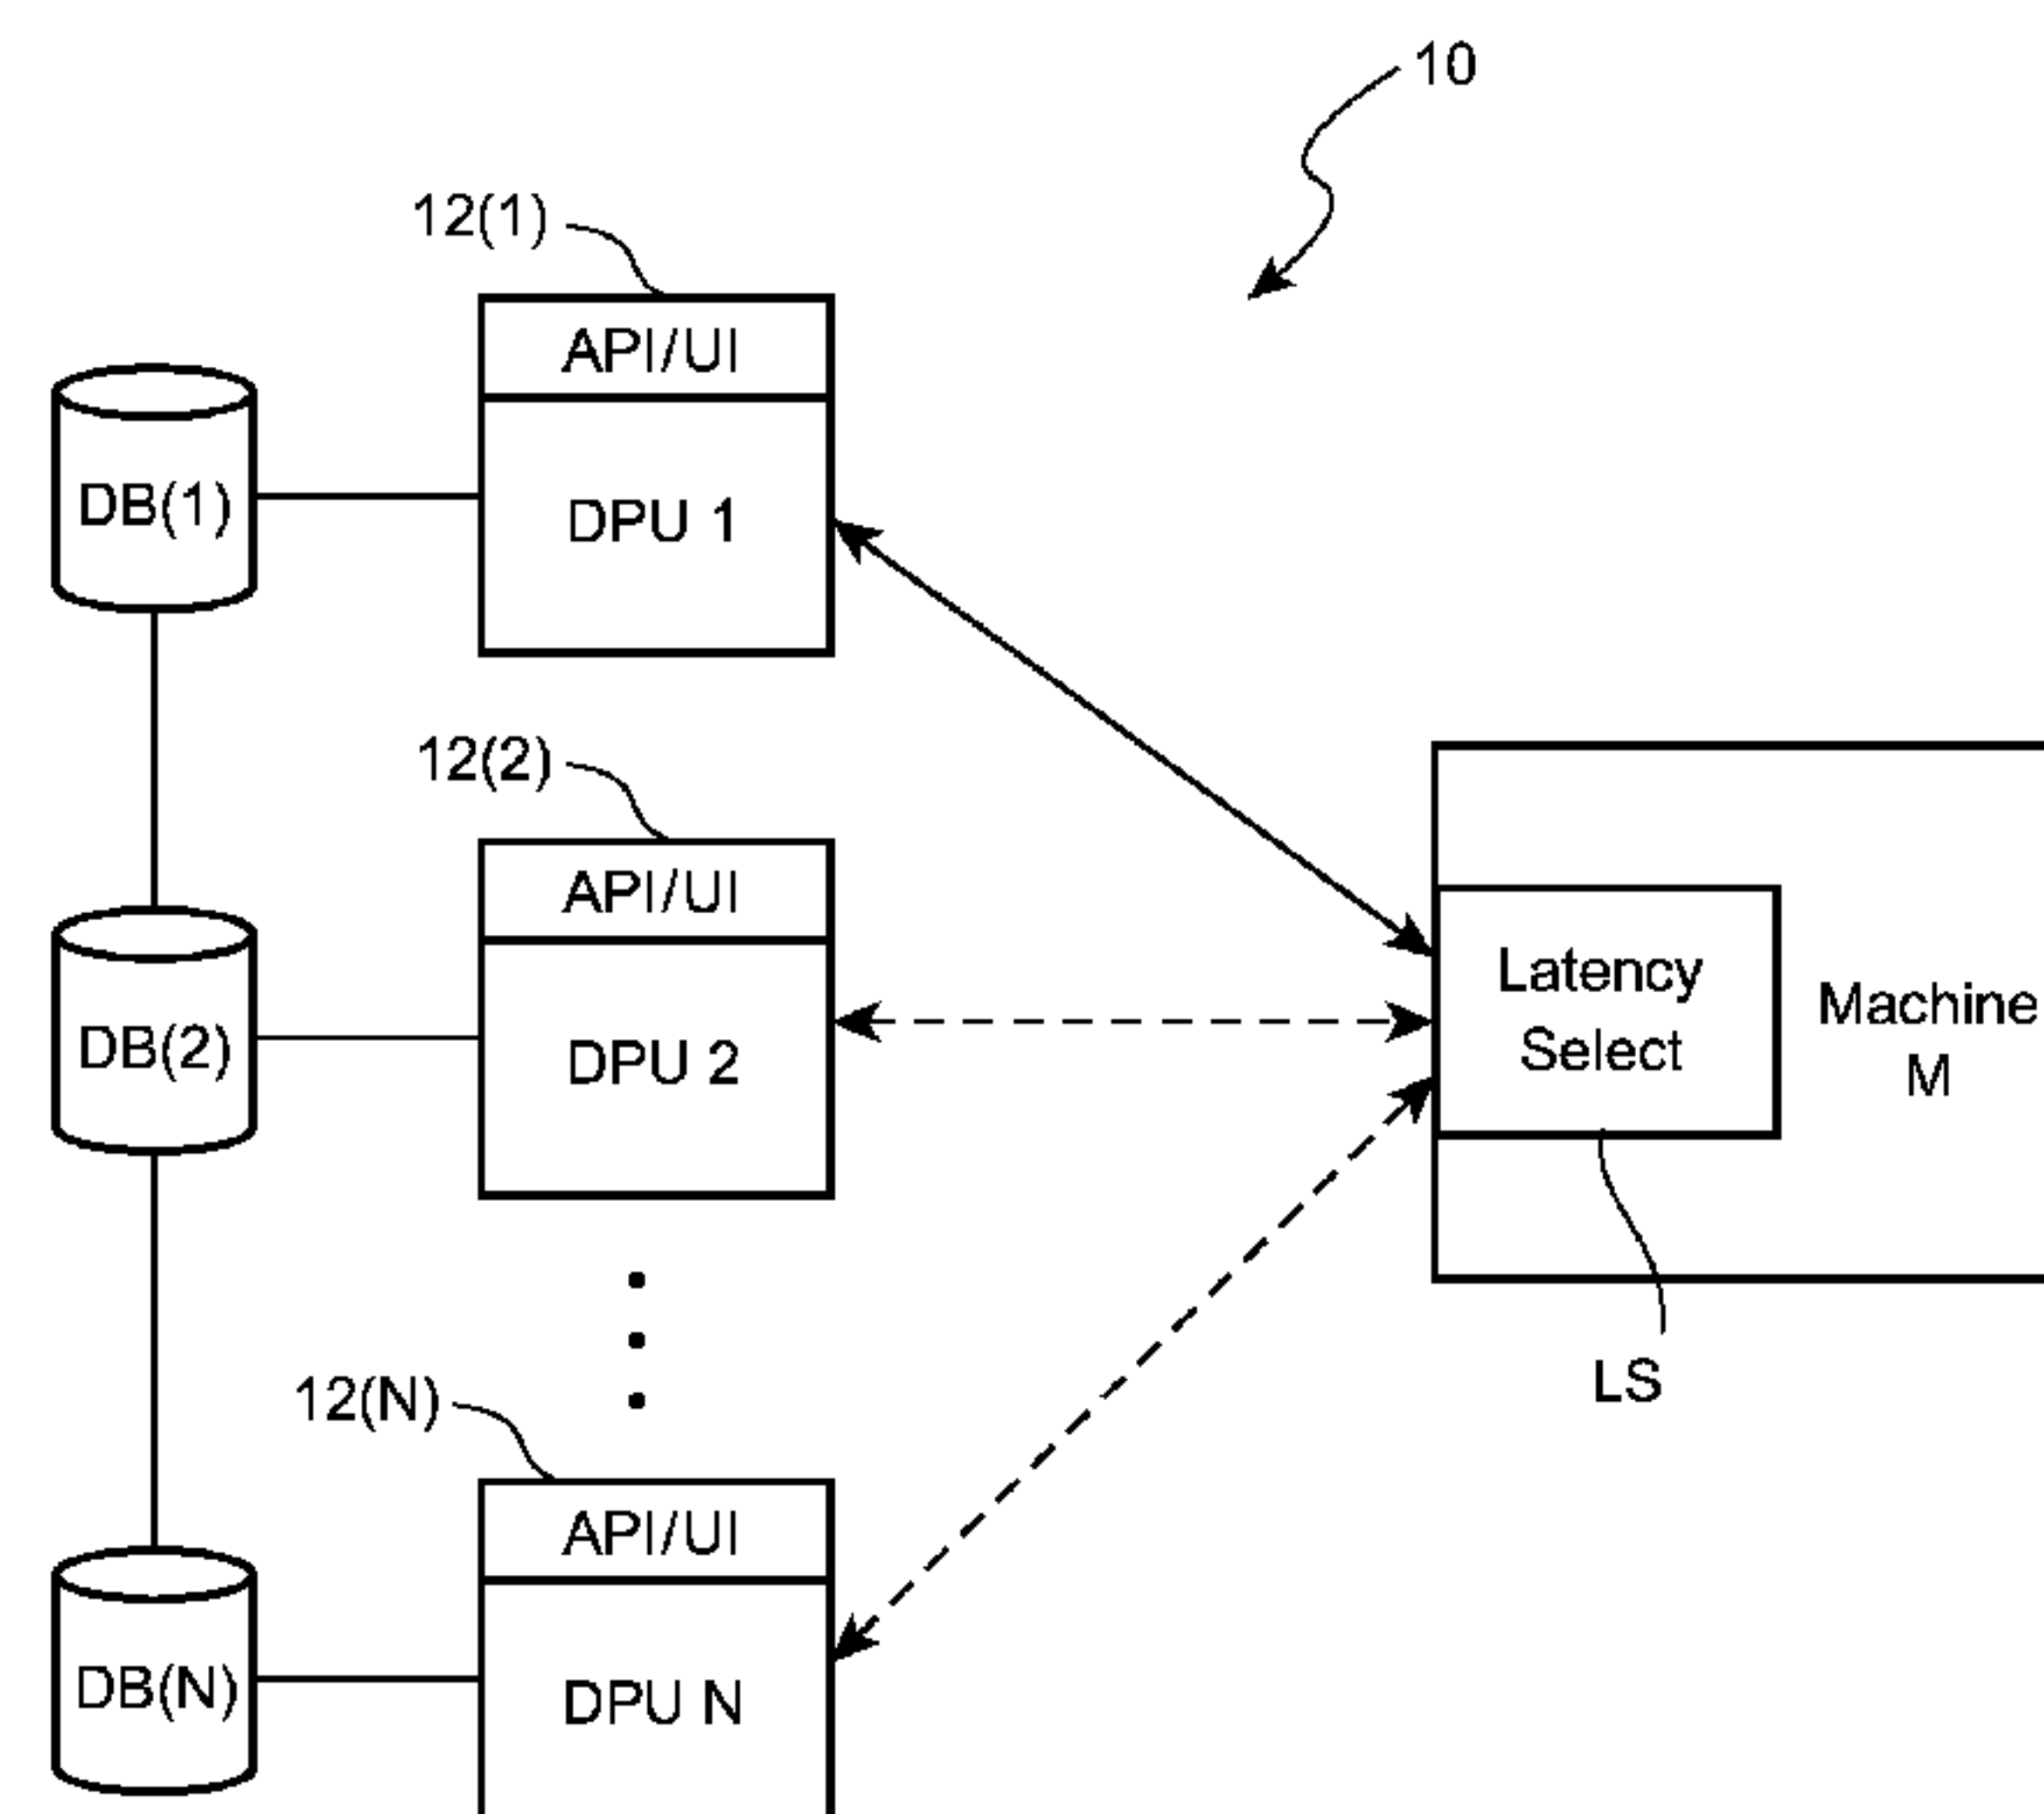 10
12(1)
API/UI
DB(1)
DPU 1
12(2)
API/UI
DB(2)
DPU 2
Latency
Select
Machine
M
LS
12(N)
API/UI
DB(N)
DPU N